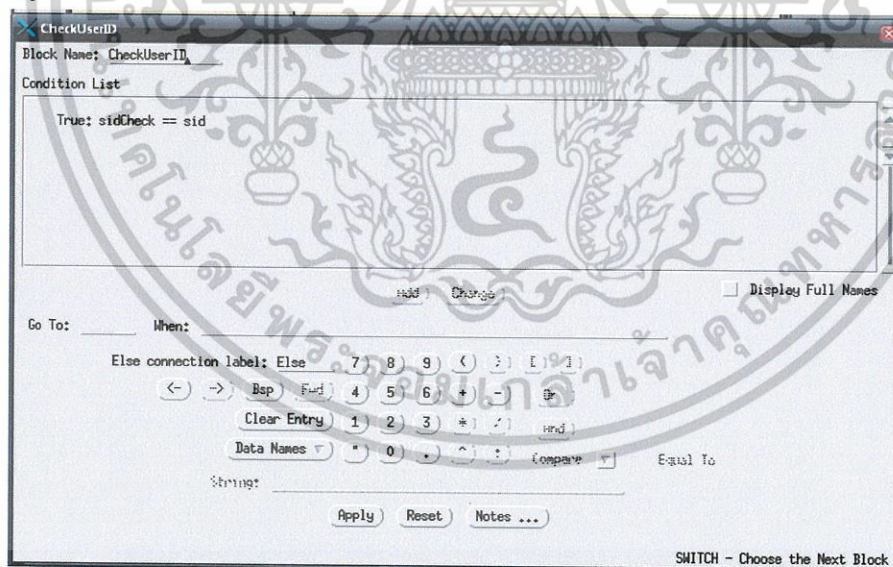 CheckUserID
Block Name: CheckUserID
Condition List
True: sidCheck == sid
Add Change
Display Full Names
Go To: When:
Else connection label: Else 7 8 9 ( ) [ ]
<- -> Bsp Fwd 4 5 6 + - Or
Clear Entry 1 2 3 * / And
Data Names " 0 . ^ : Compare Equal To
String:
Apply Reset Notes ...
SWITCH - Choose the Next Block